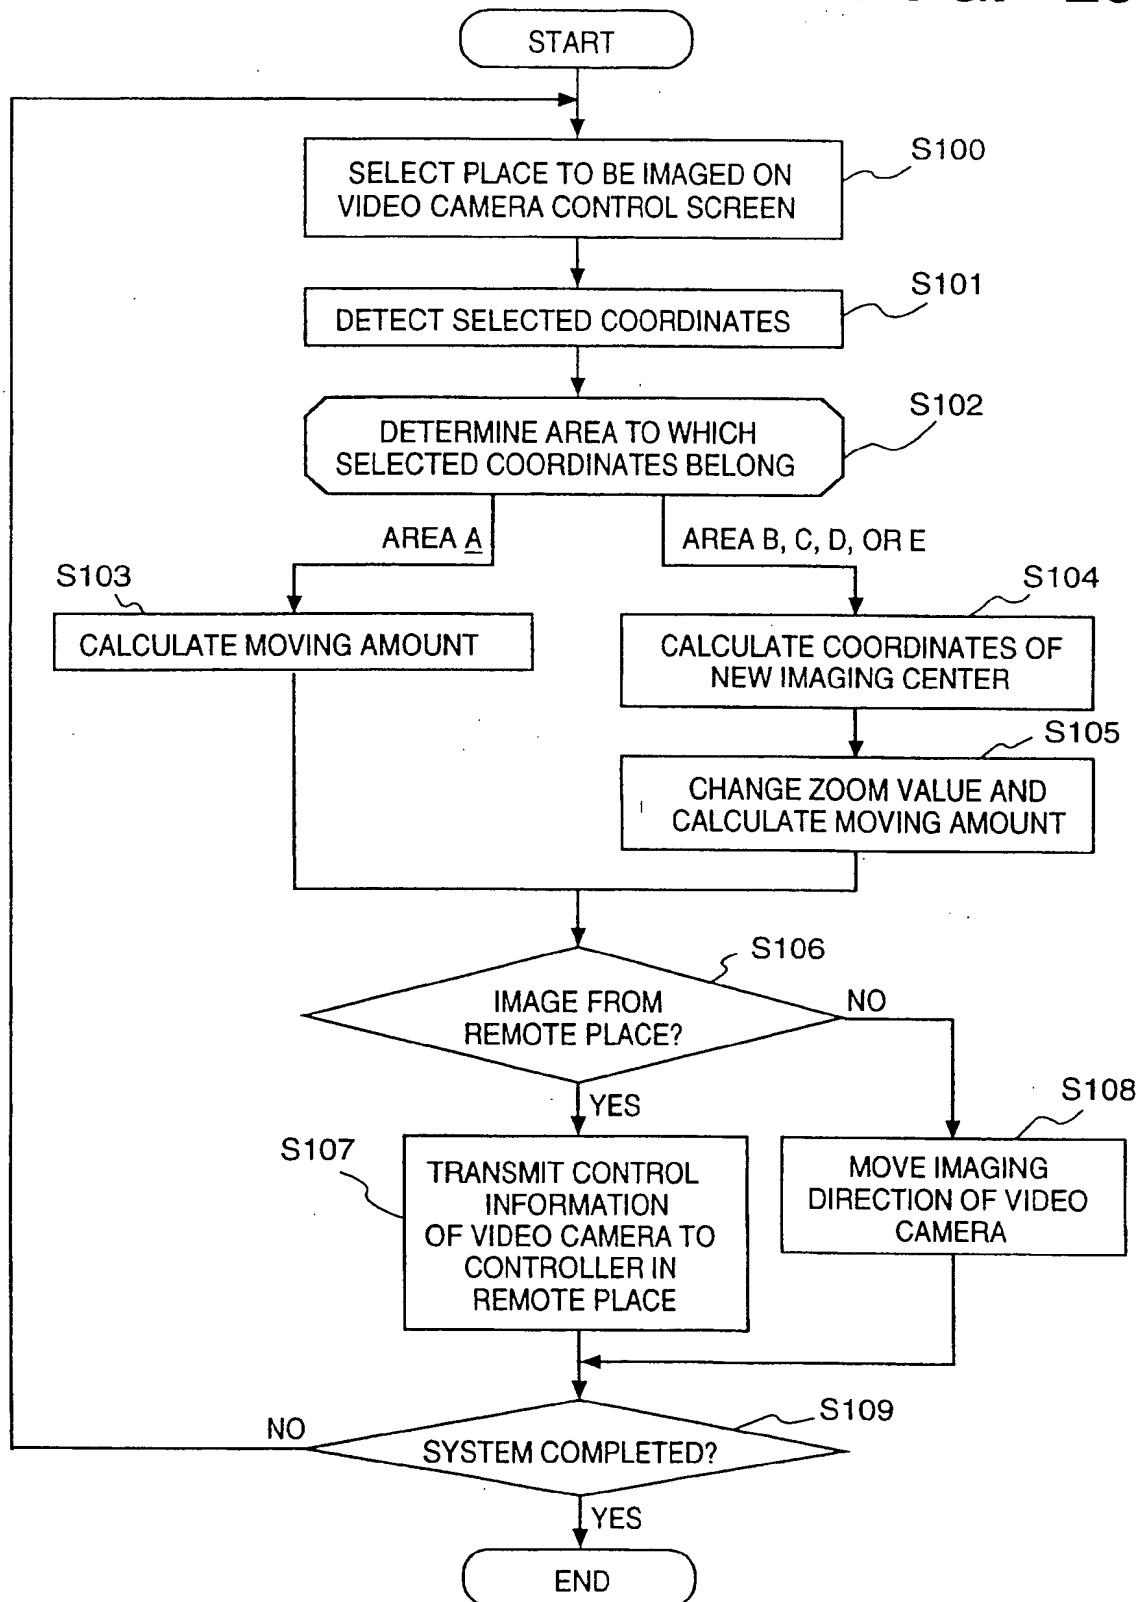 START
S100
SELECT PLACE TO BE IMAGED ON
VIDEO CAMERA CONTROL SCREEN
S101
DETECT SELECTED COORDINATES
S102
DETERMINE AREA TO WHICH
SELECTED COORDINATES BELONG
AREA A
AREA B, C, D, OR E
S103
CALCULATE MOVING AMOUNT
S104
CALCULATE COORDINATES OF
NEW IMAGING CENTER
S105
CHANGE ZOOM VALUE AND
CALCULATE MOVING AMOUNT
S106
IMAGE FROM
REMOTE PLACE?
NO
YES
S107
TRANSMIT CONTROL
INFORMATION
OF VIDEO CAMERA TO
CONTROLLER IN
REMOTE PLACE
S108
MOVE IMAGING
DIRECTION OF VIDEO
CAMERA
S109
SYSTEM COMPLETED?
NO
YES
END